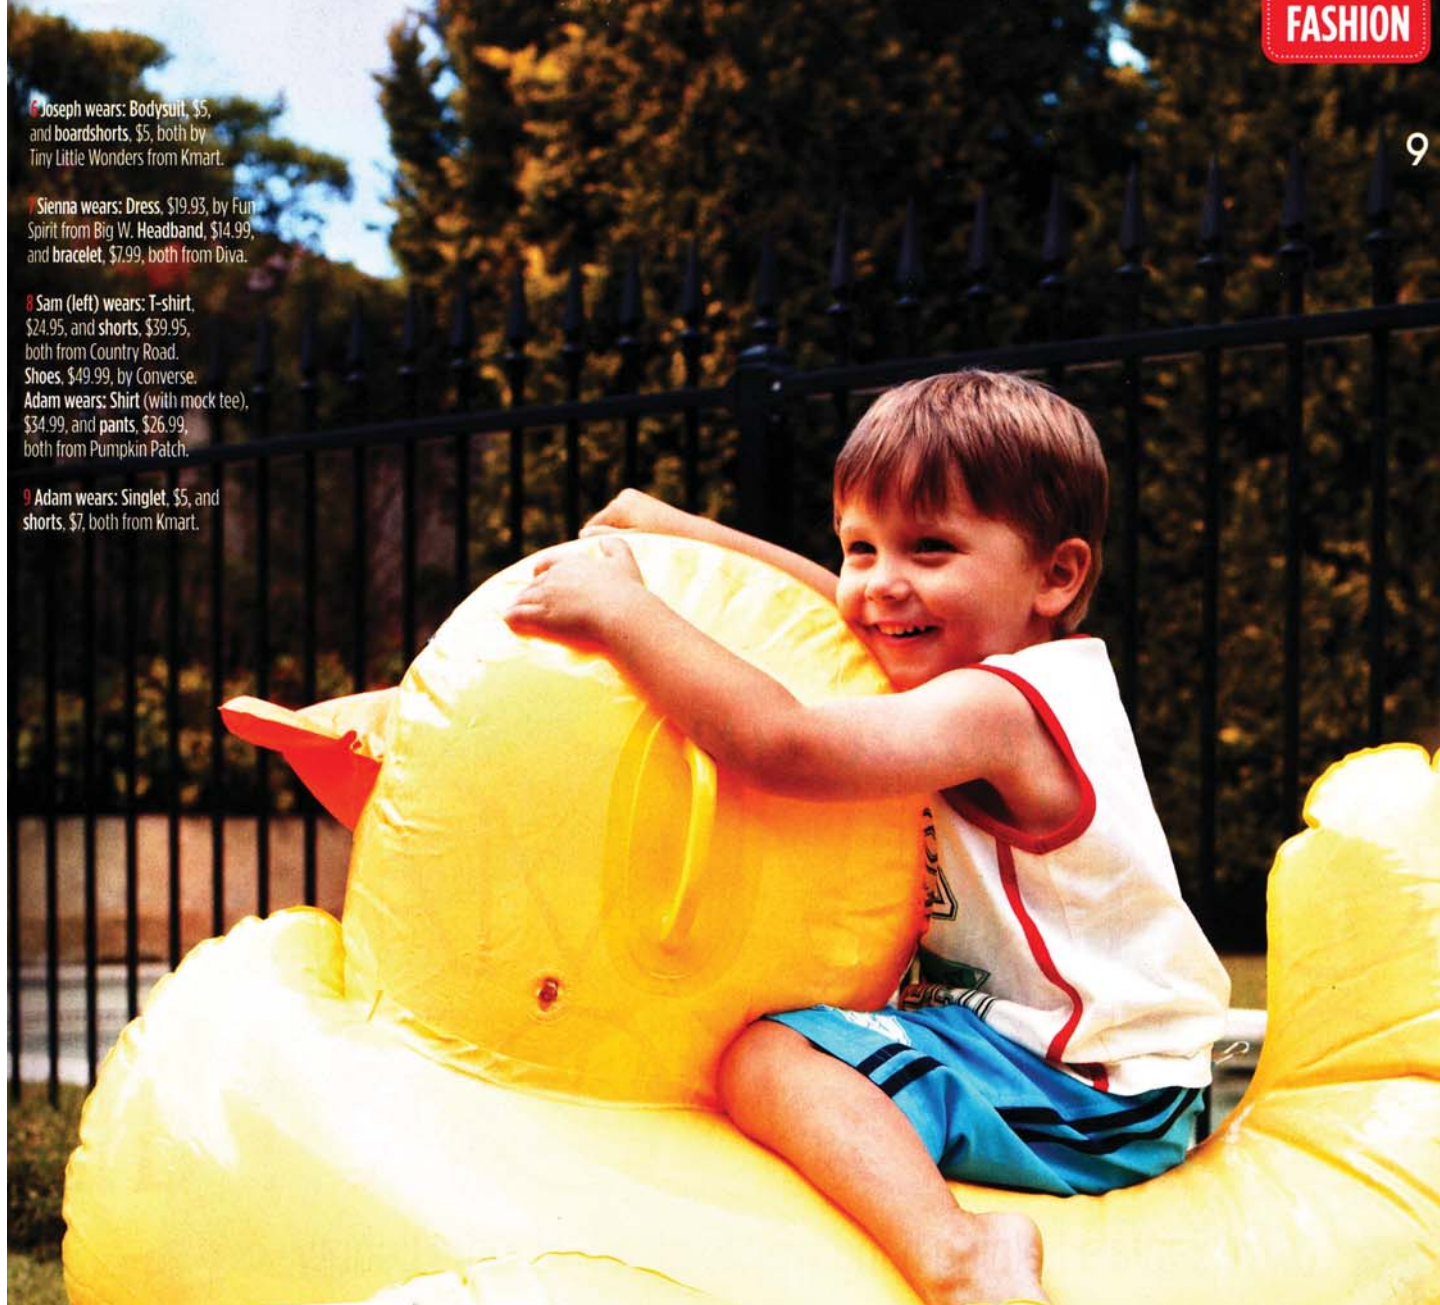 FASHION
9
6 Joseph wears: Bodysuit, $5,
and boardshorts, $5, both by
Tiny Little Wonders from Kmart.
7 Sienna wears: Dress, $19.93, by Fun
Spirit from Big W. Headband, $14.99,
and bracelet, $7.99, both from Diva.
8 Sam (left) wears: T-shirt,
$24.95, and shorts, $39.95,
both from Country Road.
Shoes, $49.99, by Converse.
Adam wears: Shirt (with mock tee),
$34.99, and pants, $26.99,
both from Pumpkin Patch.
9 Adam wears: Singlet, $5, and
shorts, $7, both from Kmart.